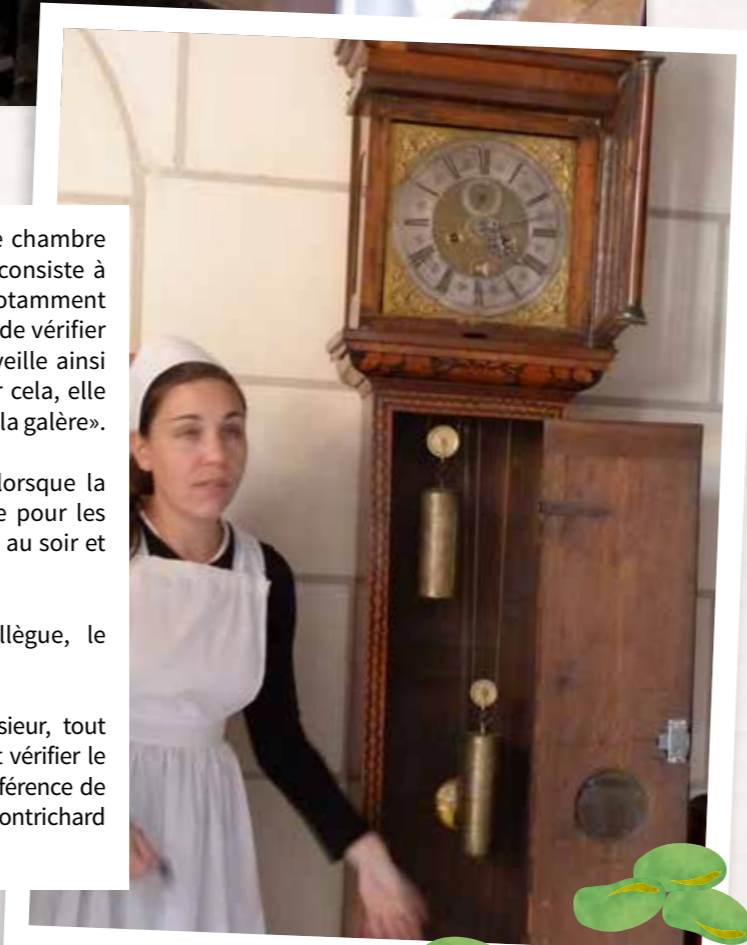 e chambre
consiste à
otamment
de vérifier
veille ainsi
r cela, elle
la galère».
lorsque la
e pour les
au soir et
llègue, le
sieur, tout
t vérifier le
férence de
ontrichard